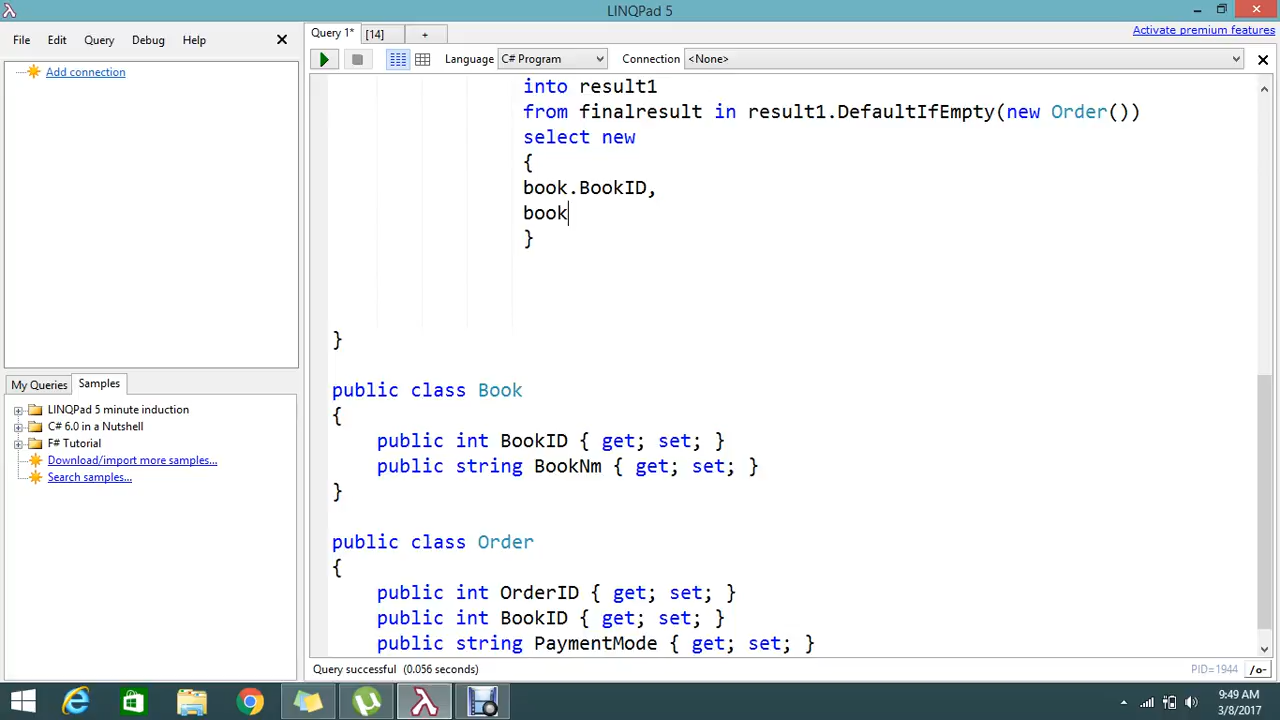 LINQPad 5
File Edit Query Debug Help
Add connection
Query 1* [14] +
Activate premium features
Language C# Program Connection <None>
into result1
from finalresult in result1.DefaultIfEmpty(new Order())
select new
{
book.BookID,
book
}
}
public class Book
{
public int BookID { get; set; }
public string BookNm { get; set; }
}
public class Order
{
public int OrderID { get; set; }
public int BookID { get; set; }
public string PaymentMode { get; set; }
My Queries Samples
LINQPad 5 minute induction
C# 6.0 in a Nutshell
F# Tutorial
Download/import more samples...
Search samples...
Query successful (0.056 seconds)
PID=1944 /o-
9:49 AM
3/8/2017